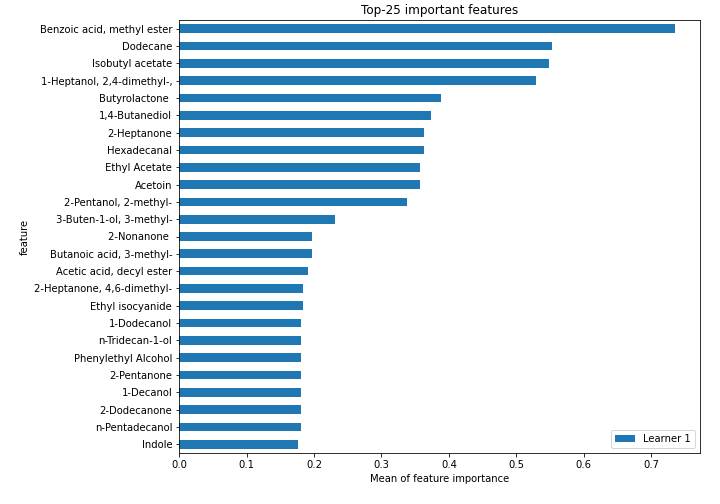 Top-25 important features
Benzoic acid, methyl ester
Dodecane
Isobutyl acetate
1-Heptanol, 2,4-dimethyl-,
Butyrolactone
1,4-Butanediol
2-Heptanone
Hexadecanal
Ethyl Acetate
Acetoin
2-Pentanol, 2-methyl-
3-Buten-1-ol, 3-methyl-
2-Nonanone
Butanoic acid, 3-methyl-
Acetic acid, decyl ester
2-Heptanone, 4,6-dimethyl-
Ethyl isocyanide
1-Dodecanol
n-Tridecan-1-ol
Phenylethyl Alcohol
2-Pentanone
1-Decanol
2-Dodecanone
n-Pentadecanol
Indole
feature
Learner 1
0.0 0.1 0.2 0.3 0.4 0.5 0.6 0.7
Mean of feature importance